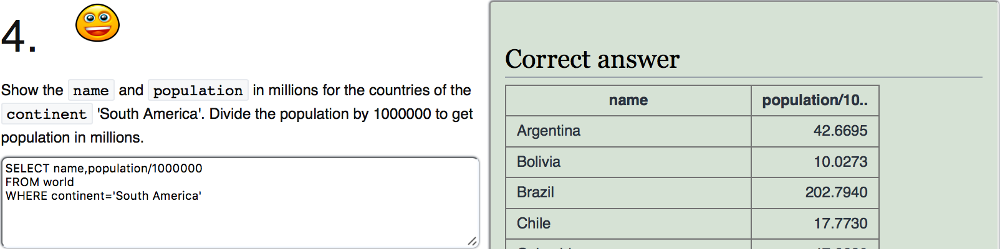 4.
Show the name and population in millions for the countries of the
continent 'South America'. Divide the population by 1000000 to get
population in millions.
SELECT name,population/1000000
FROM world
WHERE continent='South America'
Correct answer
name population/10..
Argentina 42.6695
Bolivia 10.0273
Brazil 202.7940
Chile 17.7730